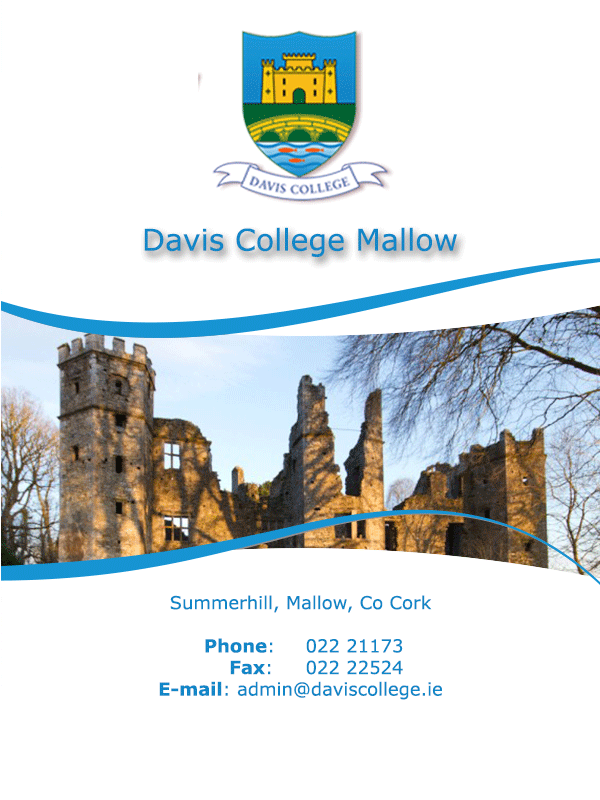 DAVIS COLLEGE
Davis College Mallow
Summerhill, Mallow, Co Cork
Phone: 022 21173
Fax: 022 22524
E-mail: admin@daviscollege.ie